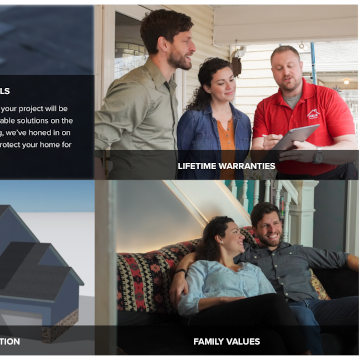 LS
your project will be
able solutions on the
g, we've honed in on
rotect your home for
LIFETIME WARRANTIES
TION
FAMILY VALUES